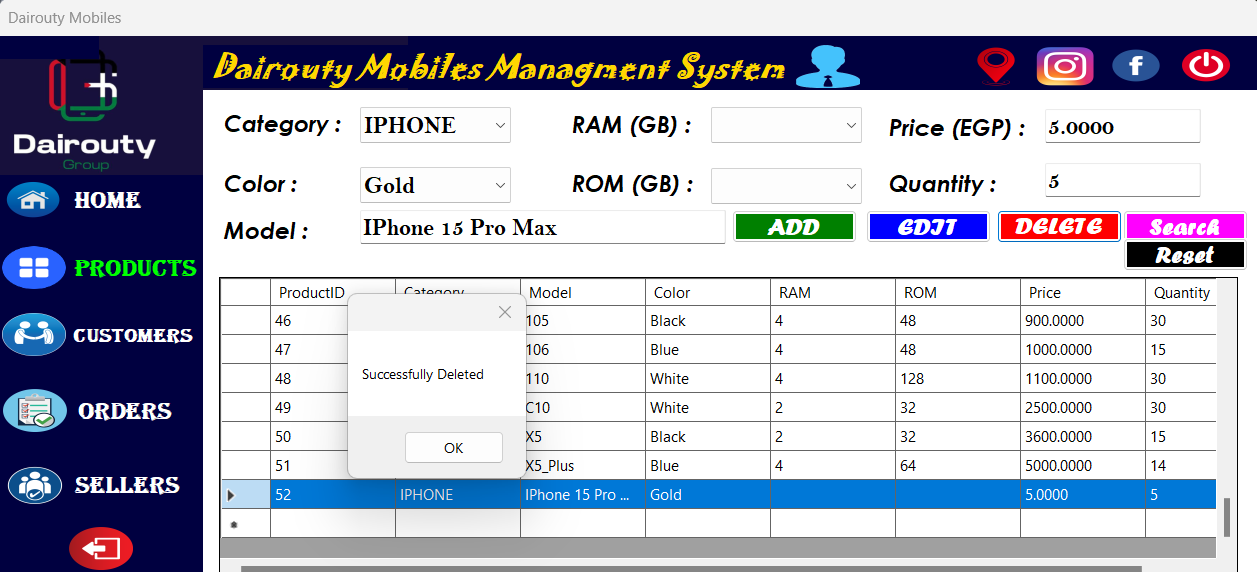 Dairouty Mobiles
Dairouty Mobiles Managment System
f
Dairouty
Group
Category : IPHONE RAM (GB) : Price (EGP) : 5.0000
Color : Gold ROM (GB) : Quantity : 5
Model : IPhone 15 Pro Max ADD EDIT DELETE Search
Reset
HOME
PRODUCTS
CUSTOMERS
ORDERS
SELLERS
ProductID Category Model Color RAM ROM Price Quantity
46 105 Black 4 48 900.0000 30
47 106 Blue 4 48 1000.0000 15
48 110 White 4 128 1100.0000 30
49 C10 White 2 32 2500.0000 30
50 X5 Black 2 32 3600.0000 15
51 X5_Plus Blue 4 64 5000.0000 14
52 IPHONE IPhone 15 Pro ... Gold 5.0000 5
Successfully Deleted
OK